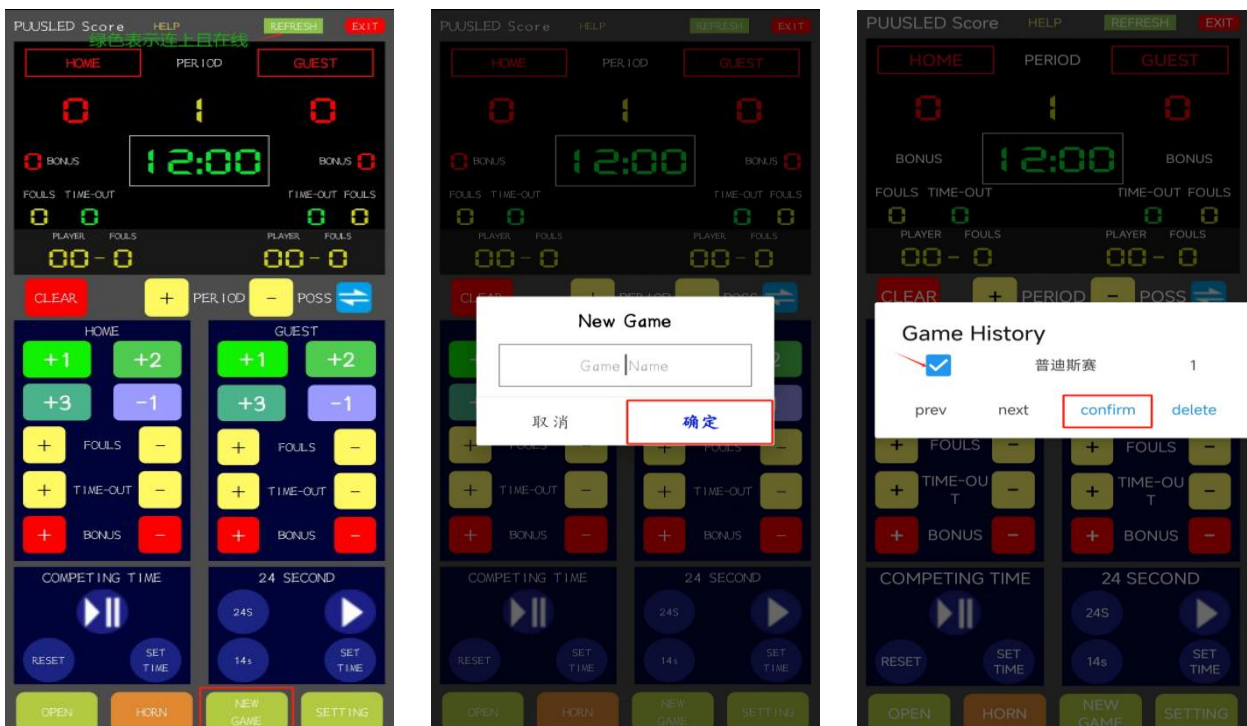 PUUSLED Score HELP REFRESH EXIT
绿色表示连上且在线
HOME PERIOD GUEST
0 1 0
0 BONUS 12:00 BONUS 0
FOULS TIME-OUT TIME-OUT FOULS
0 0 0 0
PLAYER FOULS PLAYER FOULS
00-0 00-0
CLEAR + PERIOD - POSS
HOME GUEST
+1 +2 +1 +2
+3 -1 +3 -1
+ FOULS - + FOULS -
+ TIME-OUT - + TIME-OUT -
+ BONUS - + BONUS -
COMPETING TIME 24 SECOND
24S
RESET SET TIME 14s SET TIME
OPEN HORN NEW GAME SETTING
PUUSLED Score HELP REFRESH EXIT
HOME PERIOD GUEST
0 1 0
0 BONUS 12:00 BONUS 0
FOULS TIME-OUT TIME-OUT FOULS
0 0 0 0
PLAYER FOULS PLAYER FOULS
00-0 00-0
New Game
Game Name
取消 确定
+ TIME-OUT - + TIME-OUT -
+ BONUS - + BONUS -
COMPETING TIME 24 SECOND
24S
RESET SET TIME 14s SET TIME
OPEN HORN NEW GAME SETTING
PUUSLED Score HELP REFRESH EXIT
HOME PERIOD GUEST
0 1 0
BONUS 12:00 BONUS
FOULS TIME-OUT TIME-OUT FOULS
0 0 0 0
PLAYER FOULS PLAYER FOULS
00-0 00-0
CLEAR + PERIOD - POSS
Game History
普迪斯赛 1
prev next confirm delete
+ FOULS - + FOULS -
+ TIME-OU
T - + TIME-OU
T -
+ BONUS - + BONUS -
COMPETING TIME 24 SECOND
24S
RESET SET TIME 14s SET TIME
OPEN HORN NEW GAME SETTING